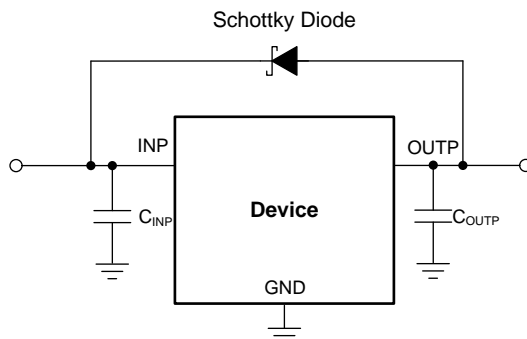 Schottky Diode
INP
OUTP
C_INP
Device
C_OUTP
GND